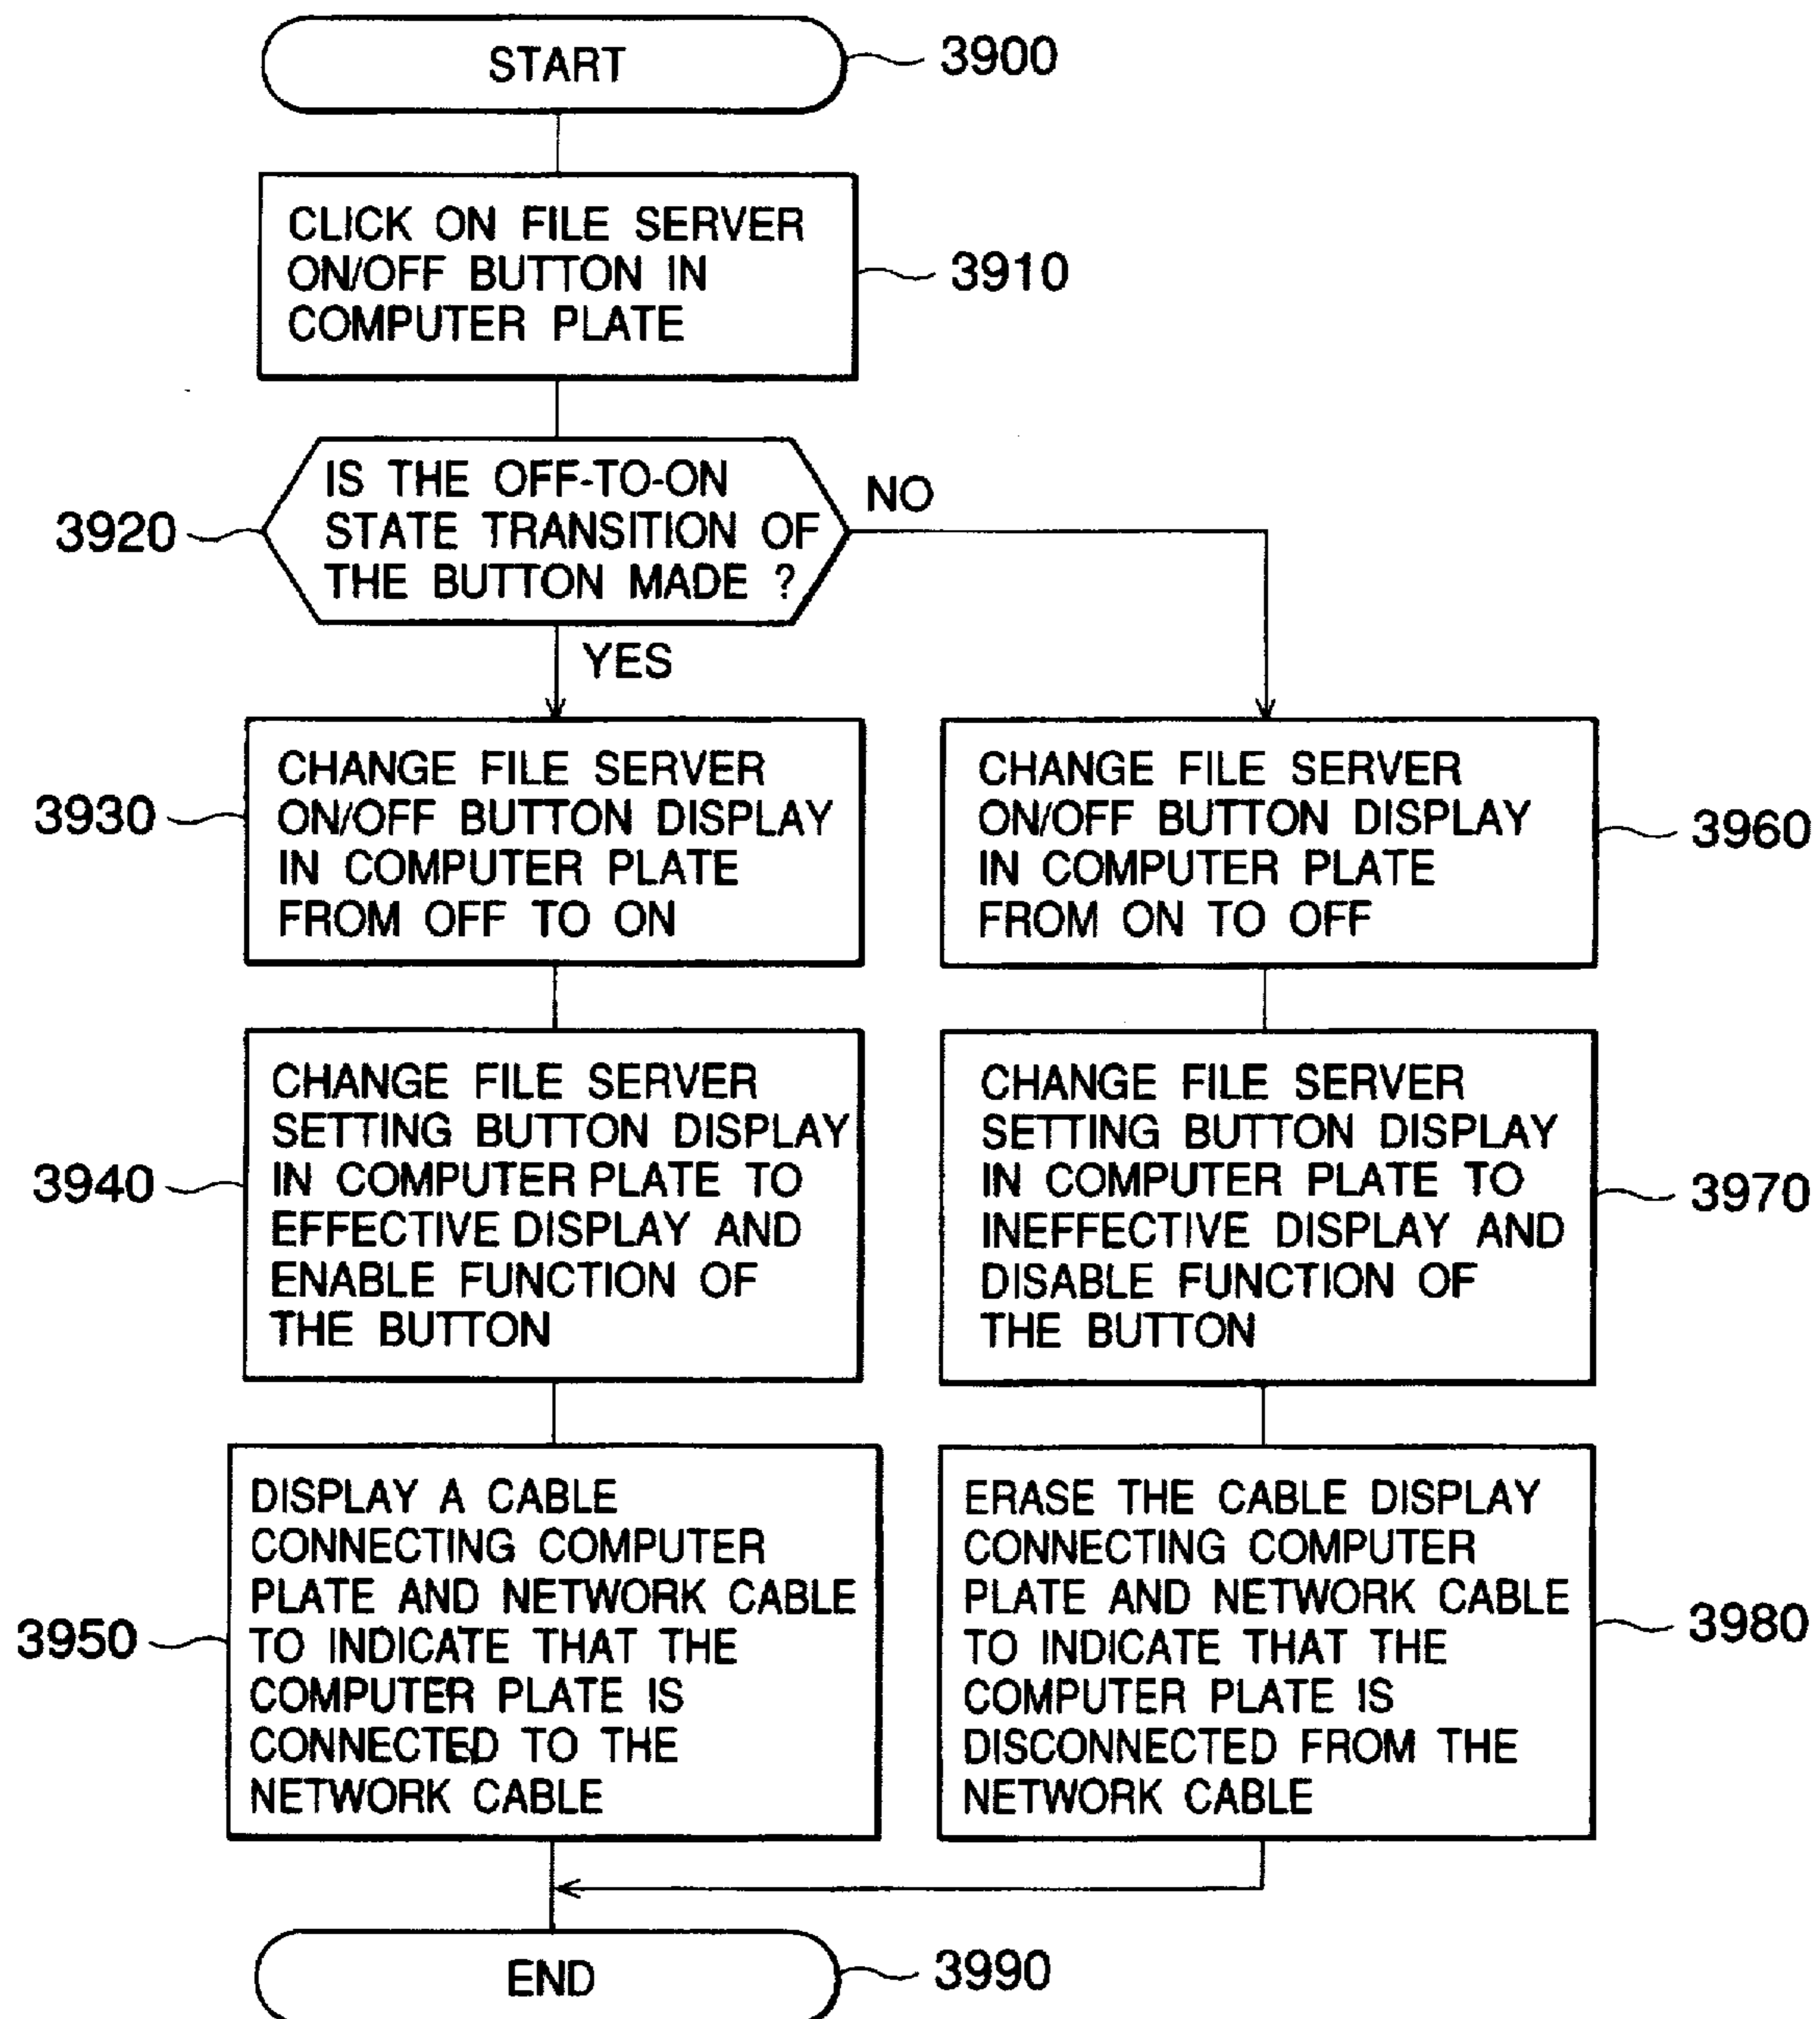 START
3900
CLICK ON FILE SERVER
ON/OFF BUTTON IN
COMPUTER PLATE
3910
IS THE OFF-TO-ON
STATE TRANSITION OF
THE BUTTON MADE ?
3920
NO
YES
CHANGE FILE SERVER
ON/OFF BUTTON DISPLAY
IN COMPUTER PLATE
FROM OFF TO ON
3930
CHANGE FILE SERVER
ON/OFF BUTTON DISPLAY
IN COMPUTER PLATE
FROM ON TO OFF
3960
CHANGE FILE SERVER
SETTING BUTTON DISPLAY
IN COMPUTER PLATE TO
EFFECTIVE DISPLAY AND
ENABLE FUNCTION OF
THE BUTTON
3940
CHANGE FILE SERVER
SETTING BUTTON DISPLAY
IN COMPUTER PLATE TO
INEFFECTIVE DISPLAY AND
DISABLE FUNCTION OF
THE BUTTON
3970
DISPLAY A CABLE
CONNECTING COMPUTER
PLATE AND NETWORK CABLE
TO INDICATE THAT THE
COMPUTER PLATE IS
CONNECTED TO THE
NETWORK CABLE
3950
ERASE THE CABLE DISPLAY
CONNECTING COMPUTER
PLATE AND NETWORK CABLE
TO INDICATE THAT THE
COMPUTER PLATE IS
DISCONNECTED FROM THE
NETWORK CABLE
3980
END
3990